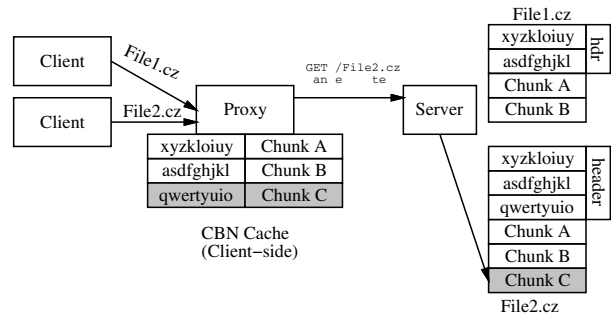 File1.cz
xyzkloiuy
asdfghjkl
Chunk A
Chunk B
hdr
Client
File1.cz
Client
File2.cz
Proxy
GET /File2.cz
Server
xyzkloiuy Chunk A
asdfghjkl Chunk B
qwertyuio Chunk C
CBN Cache
(Client-side)
xyzkloiuy
asdfghjkl
qwertyuio
Chunk A
Chunk B
Chunk C
header
File2.cz